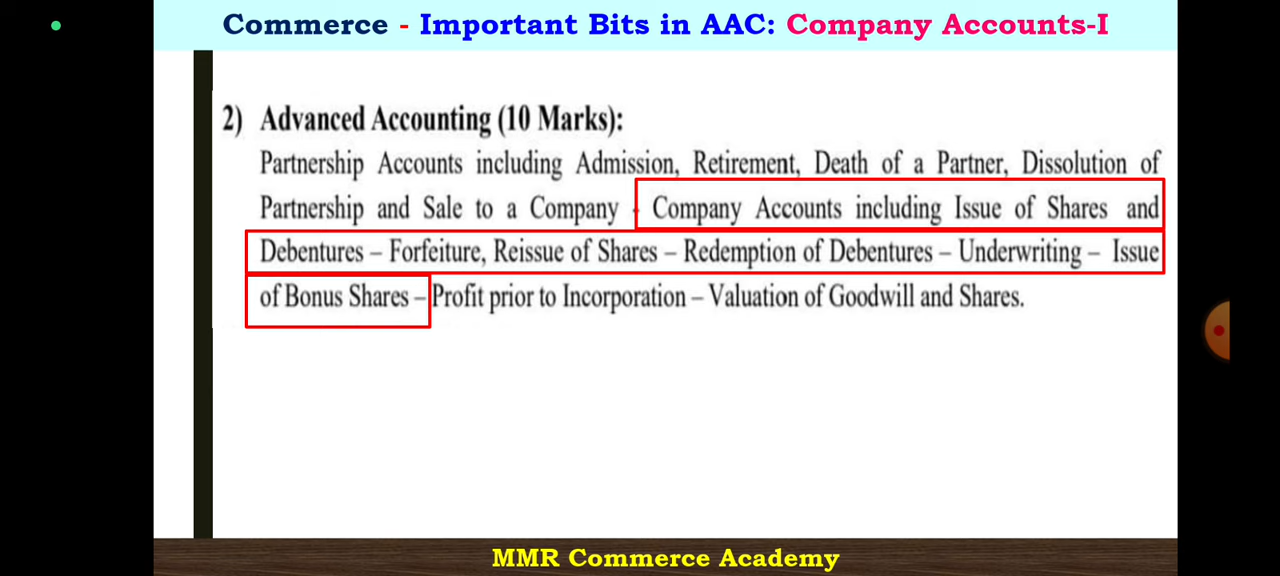 Commerce - Important Bits in AAC: Company Accounts-I
2) Advanced Accounting (10 Marks):
Partnership Accounts including Admission, Retirement, Death of a Partner, Dissolution of
Partnership and Sale to a Company - Company Accounts including Issue of Shares and
Debentures – Forfeiture, Reissue of Shares – Redemption of Debentures – Underwriting – Issue
of Bonus Shares – Profit prior to Incorporation – Valuation of Goodwill and Shares.
MMR Commerce Academy